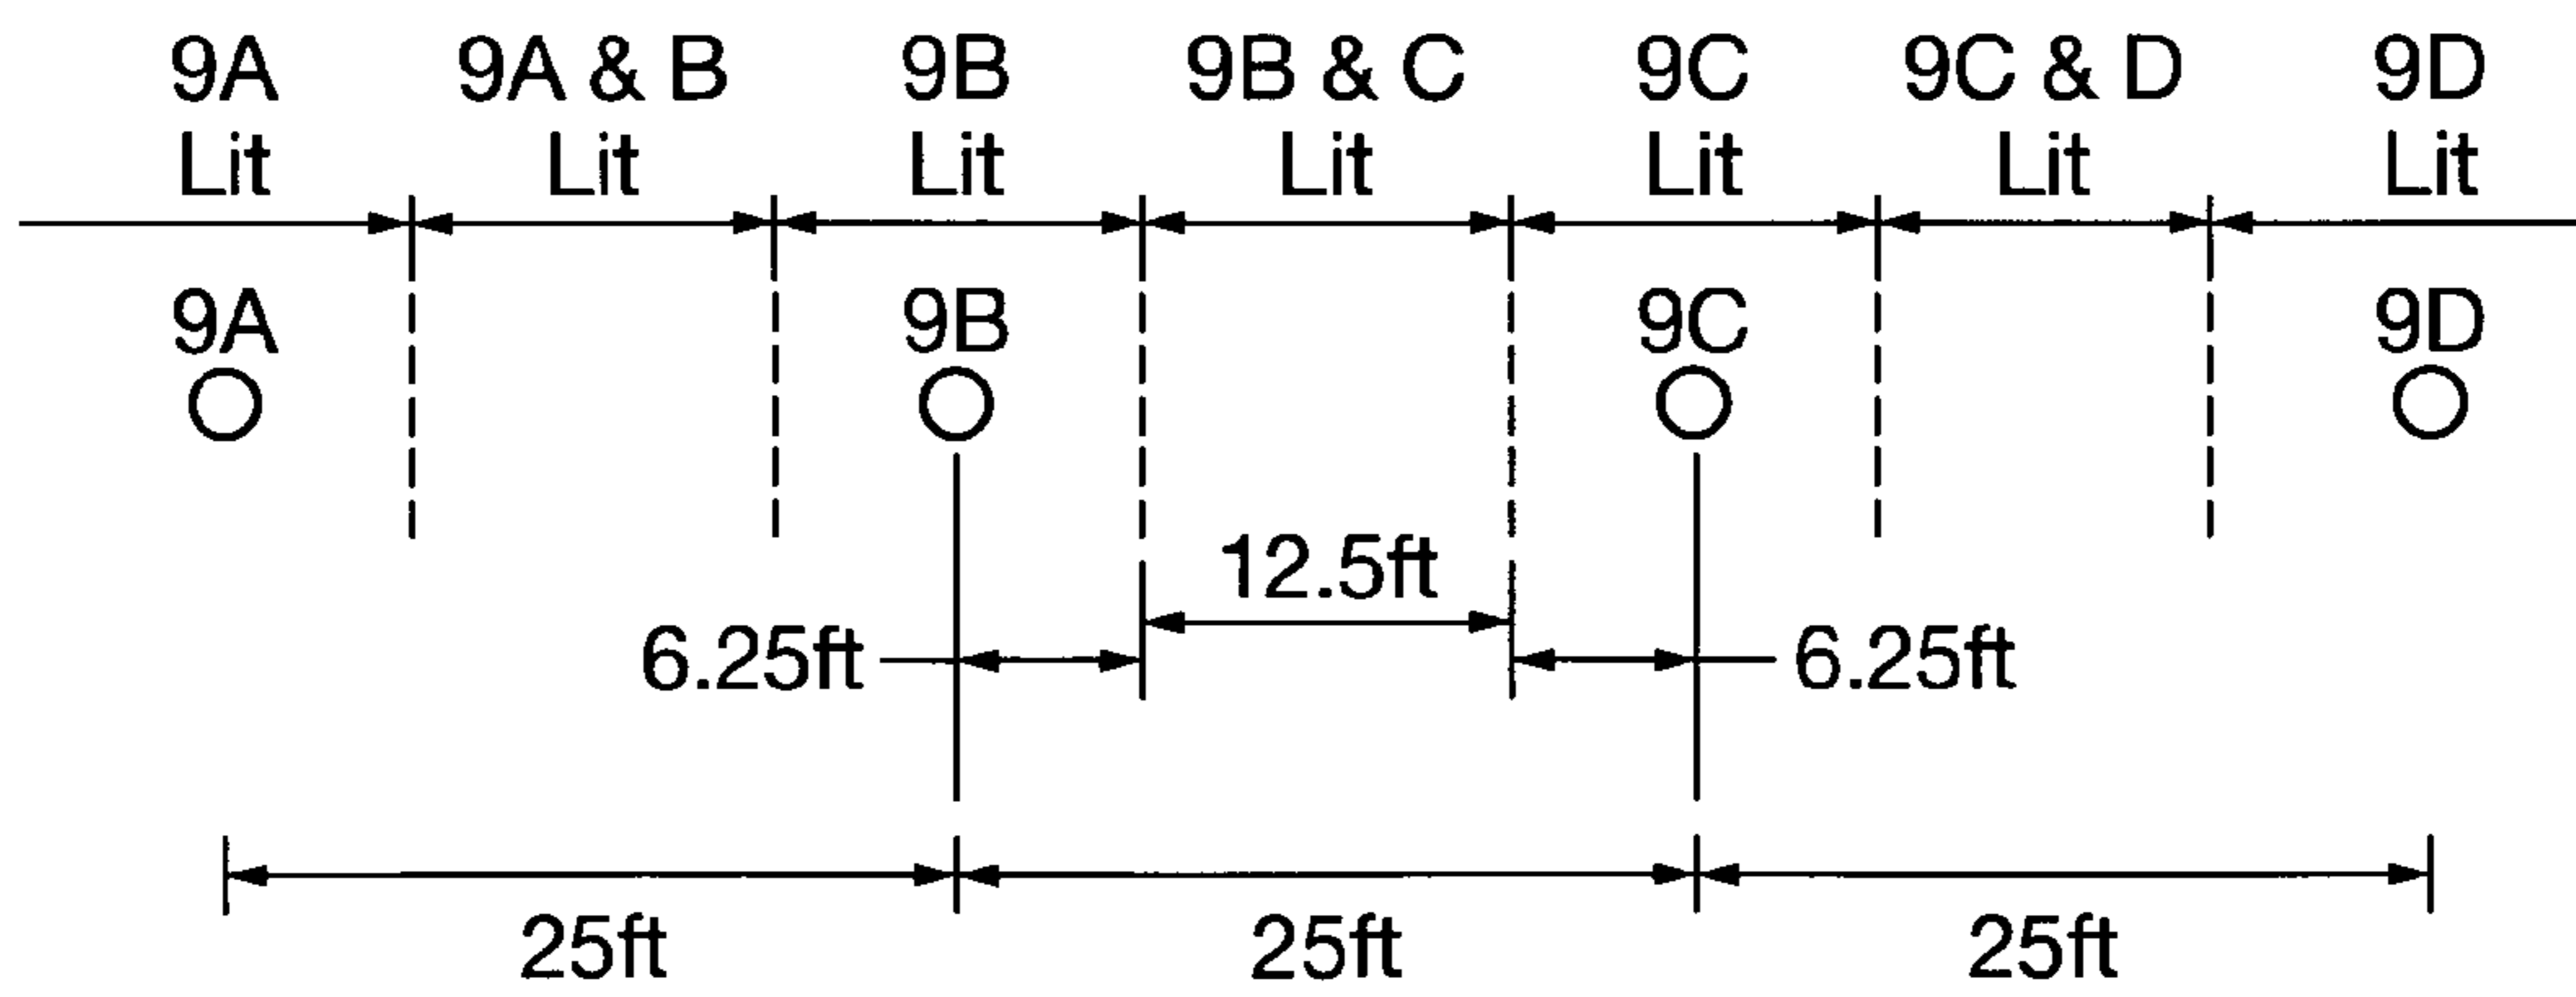 9A 9A & B 9B 9B & C 9C 9C & D 9D
Lit Lit Lit Lit Lit Lit Lit
9A 9B 9C 9D
12.5ft
6.25ft 6.25ft
25ft 25ft 25ft